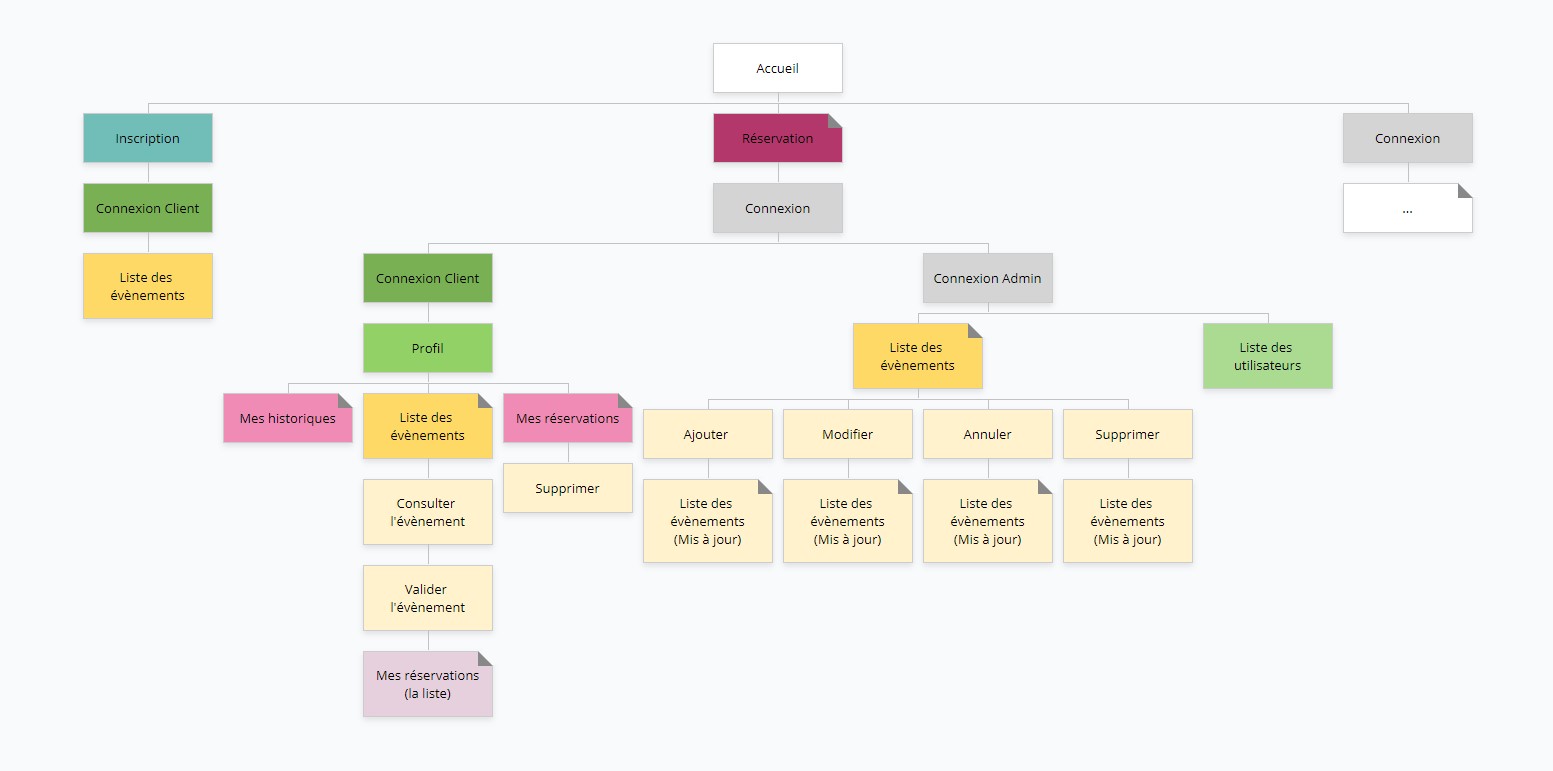 Accueil
Inscription
Réservation
Connexion
Connexion Client
Connexion
...
Liste des
évènements
Connexion Client
Connexion Admin
Profil
Liste des
évènements
Liste des
utilisateurs
Mes historiques
Liste des
évènements
Mes réservations
Ajouter
Modifier
Annuler
Supprimer
Consulter
l'évènement
Supprimer
Liste des
évènements
(Mis à jour)
Liste des
évènements
(Mis à jour)
Liste des
évènements
(Mis à jour)
Liste des
évènements
(Mis à jour)
Valider
l'évènement
Mes réservations
(la liste)